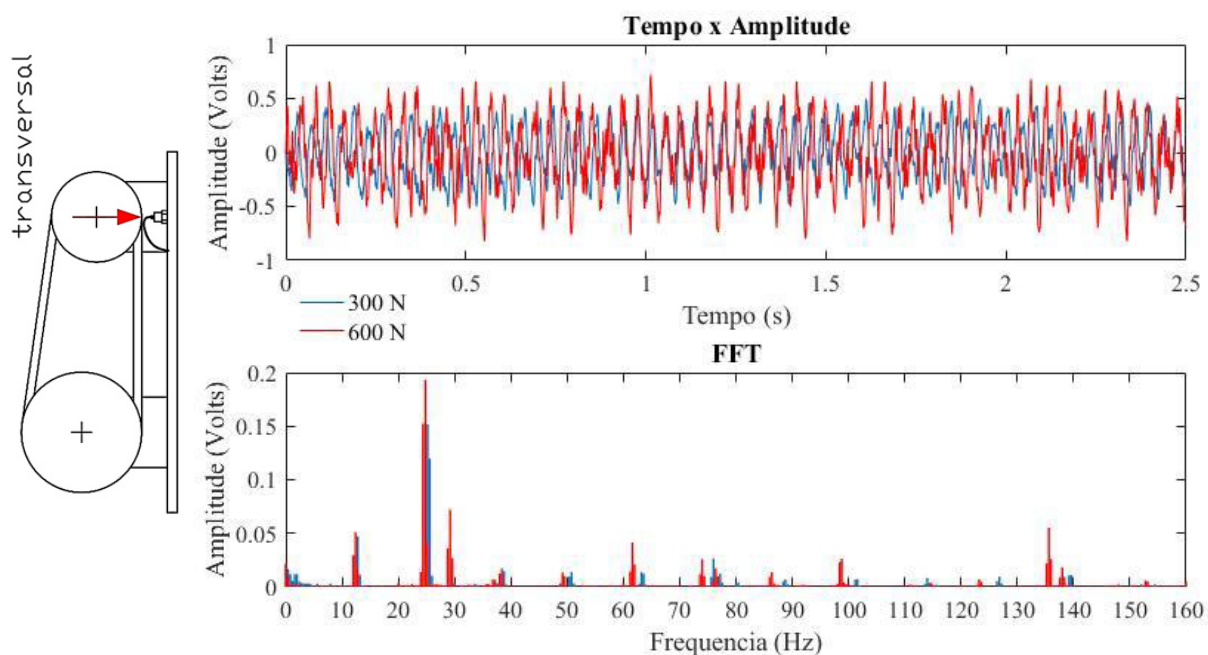 transversal
Tempo x Amplitude
Amplitude (Volts)
1
0.5
0
-0.5
-1
0 0.5 1 1.5 2 2.5
Tempo (s)
300 N
600 N
FFT
Amplitude (Volts)
0.2
0.15
0.1
0.05
0
0 10 20 30 40 50 60 70 80 90 100 110 120 130 140 150 160
Frequencia (Hz)